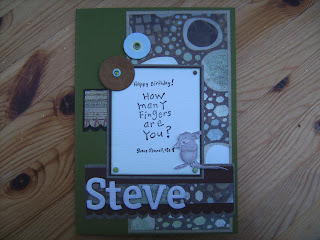 Happy Birthday!
How
many
Fingers
are
You?
Steve